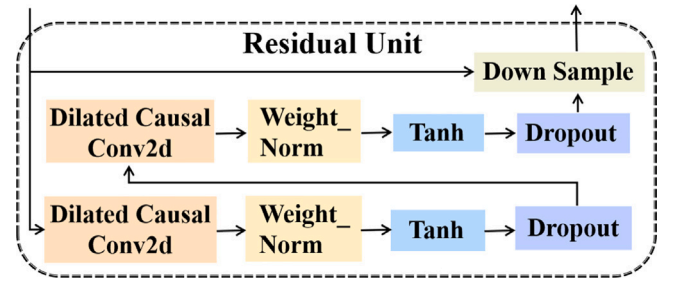 Residual Unit
Down Sample
Dilated Causal
Conv2d
Weight_
Norm
Tanh
Dropout
Dilated Causal
Conv2d
Weight_
Norm
Tanh
Dropout